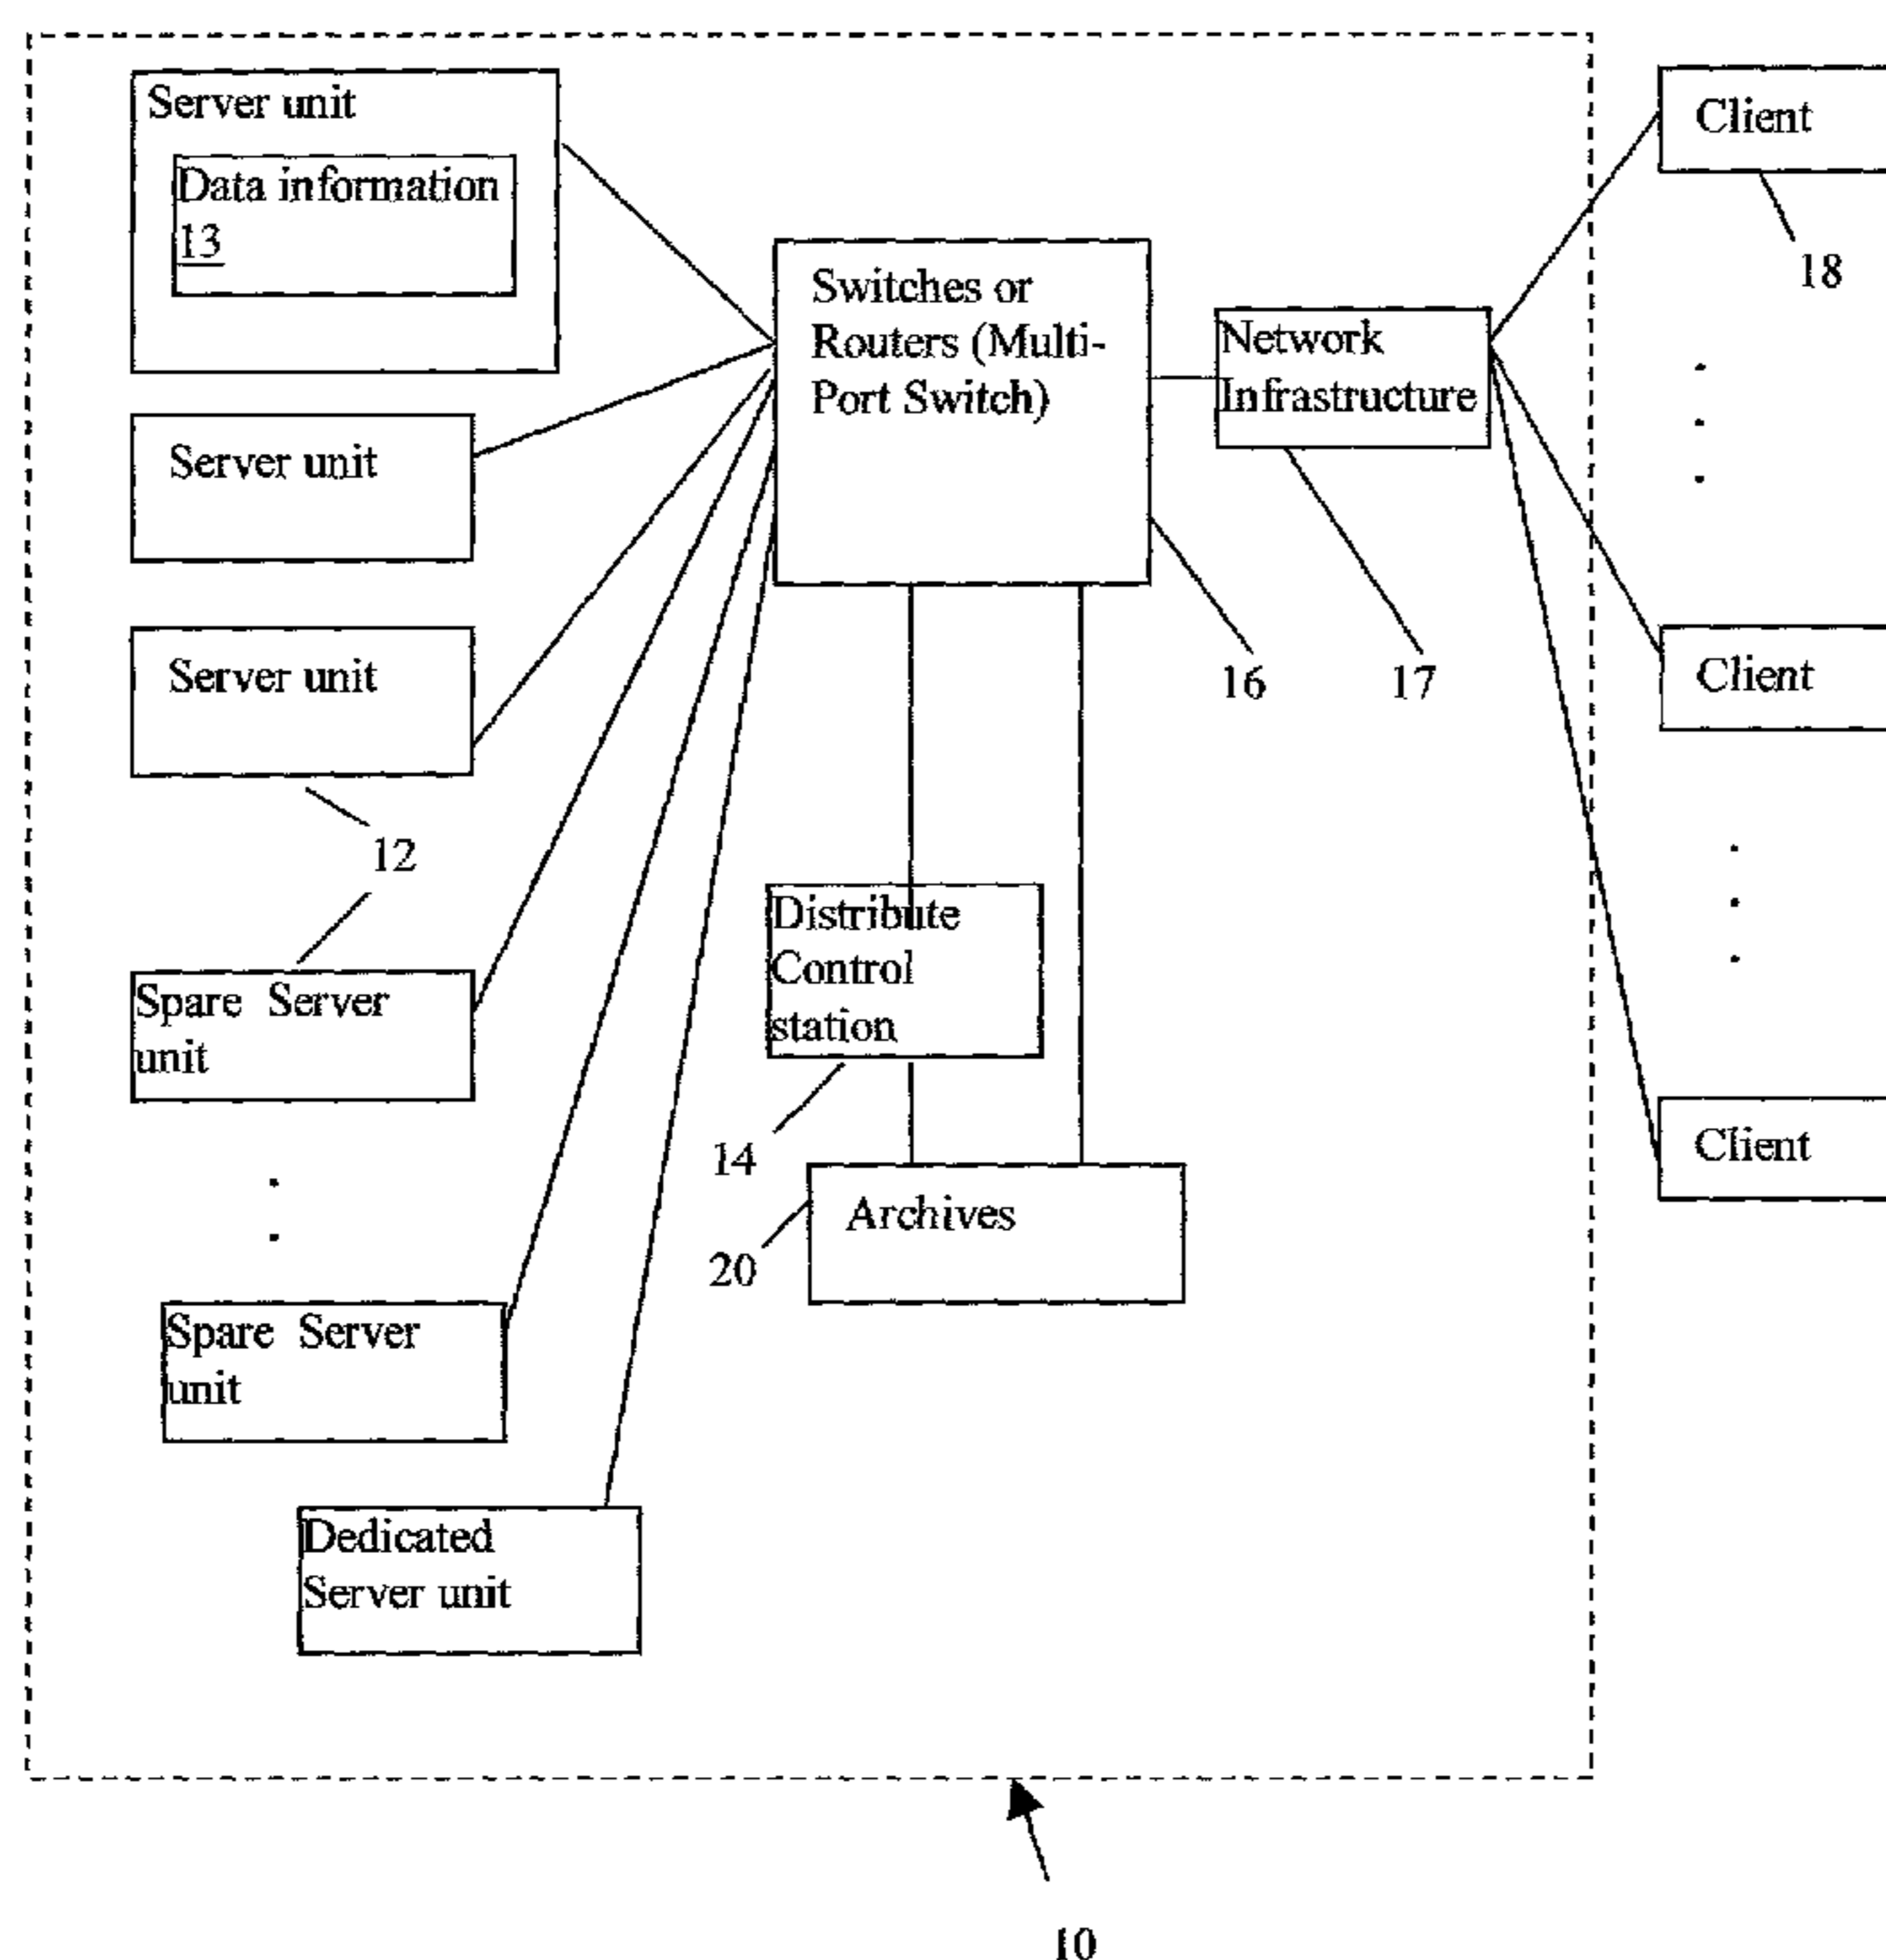 Server unit
Data information
13
Server unit
Server unit
12
Spare Server
unit
Spare Server
unit
Dedicated
Server unit
Switches or
Routers (Multi-
Port Switch)
16
Network
Infrastructure
17
Distribute
Control
station
14
Archives
20
Client
18
Client
Client
10